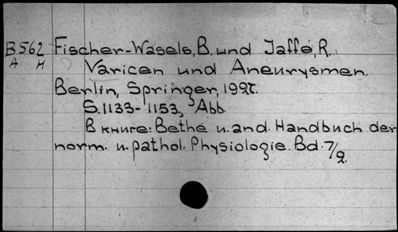 B562 Fischer-Wasels, B. und Jaffé, R.
A H Varicen und Aneurysmen.
Berlin, Springer, 1927.
S. 1133-1153, Abb
В книге: Bethe u. and. Handbuch der
norm. u. pathol. Physiologie. Bd. 7/2.